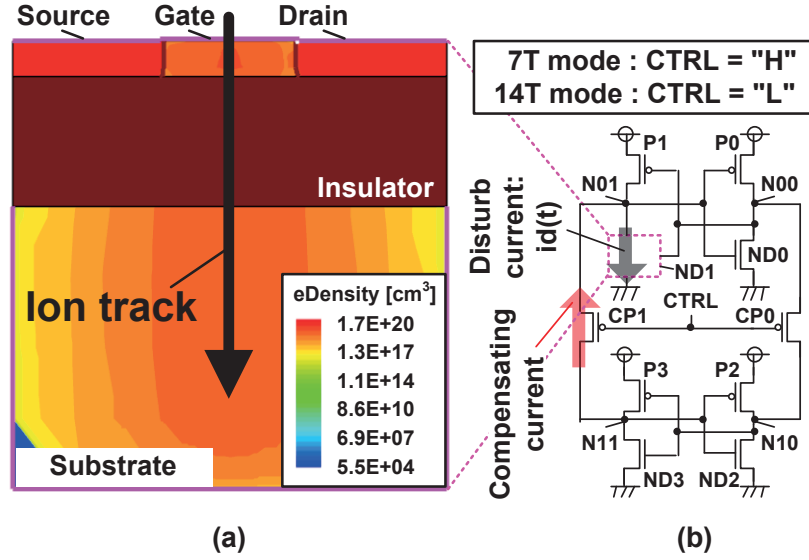 Source Gate Drain
Insulator
Ion track
eDensity [cm³]
1.7E+20
1.3E+17
1.1E+14
8.6E+10
6.9E+07
5.5E+04
Substrate
(a)
7T mode : CTRL = "H"
14T mode : CTRL = "L"
P1 P0
N01 N00
Disturb
current:
id(t)
ND1 ND0
CTRL
CP1 CP0
Compensating
current
P3 P2
N11 N10
ND3 ND2
(b)